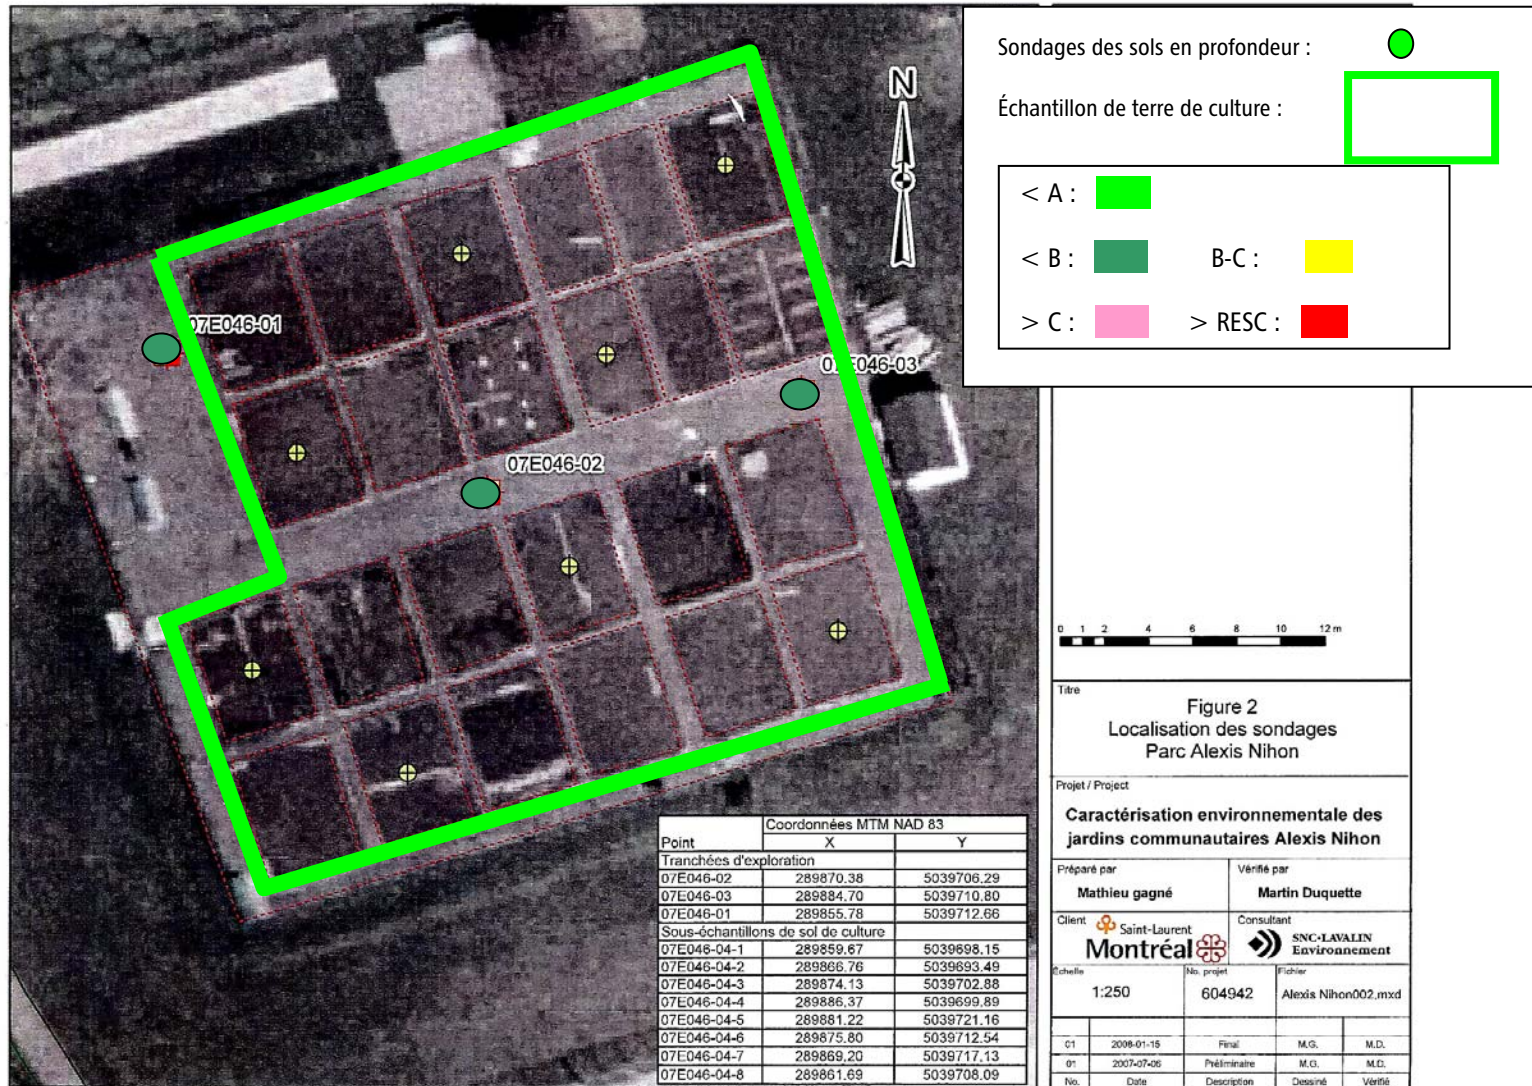 Sondages des sols en profondeur :
Échantillon de terre de culture :
< A :
< B :
B-C :
> C :
> RESC :
N
07E046-01
07E046-03
07E046-02
0 1 2 4 6 8 10 12 m
Titre
Figure 2
Localisation des sondages
Parc Alexis Nihon
Projet / Project
Caractérisation environnementale des
jardins communautaires Alexis Nihon
Préparé par
Mathieu gagné
Vérifié par
Martin Duquette
Client
Saint-Laurent
Montréal
Consultant
SNC-LAVALIN
Environnement
Échelle
1:250
No. projet
604942
Fichier
Alexis Nihon002.mxd
01 2008-01-15 Final M.G. M.D.
01 2007-07-06 Préliminaire M.G. M.D.
No. Date Description Dessiné Vérifié
Coordonnées MTM NAD 83
Point X Y
Tranchées d'exploration
07E046-02 289870.38 5039706.29
07E046-03 289884.70 5039710.80
07E046-01 289855.78 5039712.66
Sous-échantillons de sol de culture
07E046-04-1 289859.67 5039698.15
07E046-04-2 289866.76 5039693.49
07E046-04-3 289874.13 5039702.88
07E046-04-4 289886.37 5039699.89
07E046-04-5 289881.22 5039721.16
07E046-04-6 289875.80 5039712.54
07E046-04-7 289869.20 5039717.13
07E046-04-8 289861.69 5039708.09